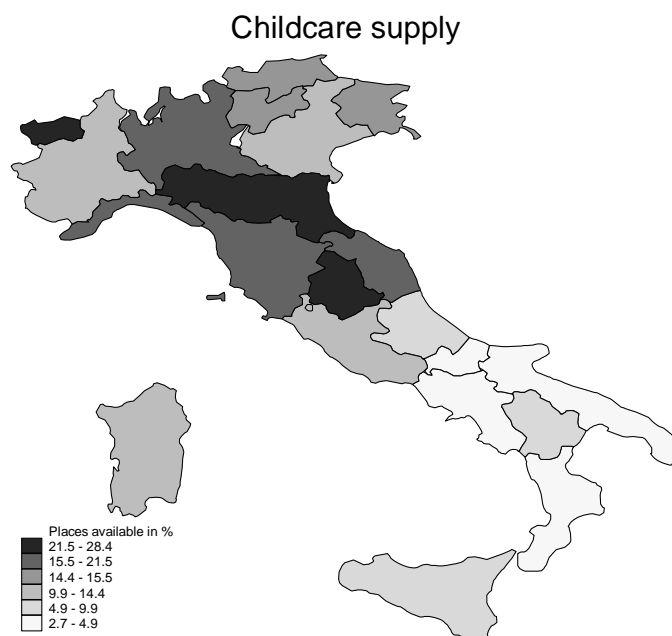 Childcare supply
Places available in %
21.5 - 28.4
15.5 - 21.5
14.4 - 15.5
9.9 - 14.4
4.9 - 9.9
2.7 - 4.9